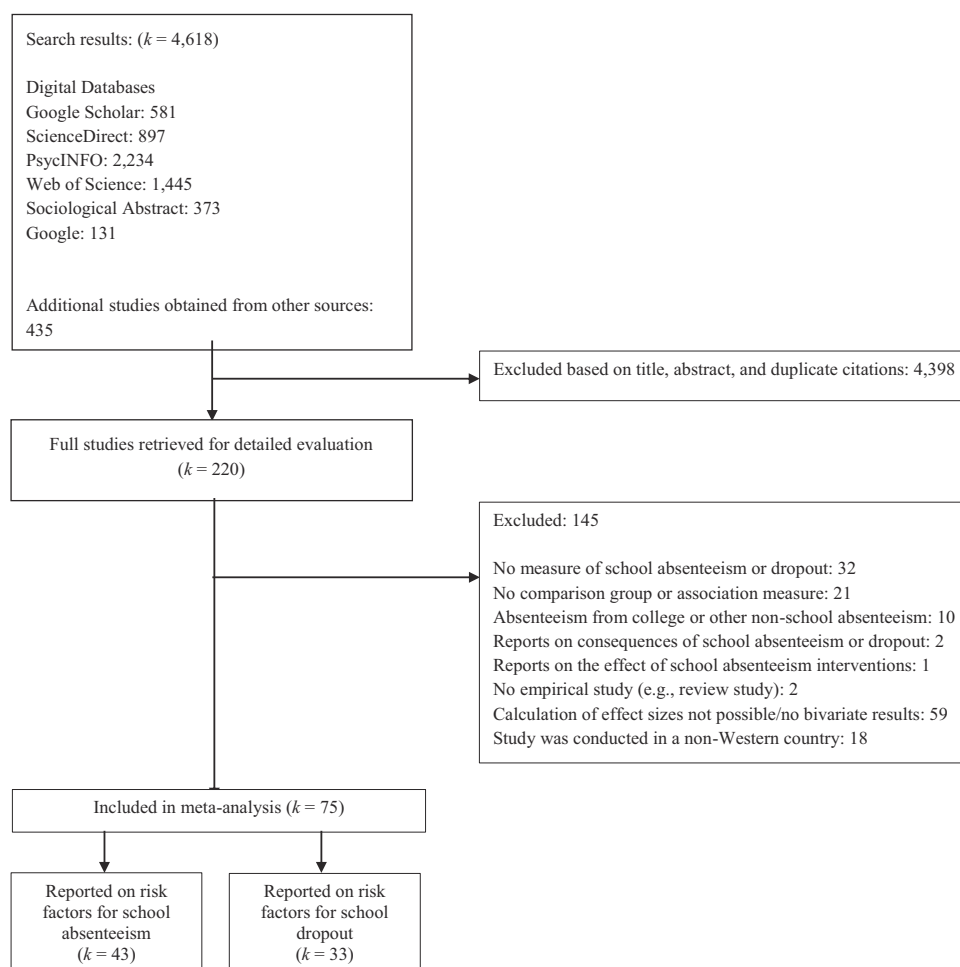 Search results: (k = 4,618)
Digital Databases
Google Scholar: 581
ScienceDirect: 897
PsycINFO: 2,234
Web of Science: 1,445
Sociological Abstract: 373
Google: 131
Additional studies obtained from other sources:
435
Excluded based on title, abstract, and duplicate citations: 4,398
Full studies retrieved for detailed evaluation
(k = 220)
Excluded: 145
No measure of school absenteeism or dropout: 32
No comparison group or association measure: 21
Absenteeism from college or other non-school absenteeism: 10
Reports on consequences of school absenteeism or dropout: 2
Reports on the effect of school absenteeism interventions: 1
No empirical study (e.g., review study): 2
Calculation of effect sizes not possible/no bivariate results: 59
Study was conducted in a non-Western country: 18
Included in meta-analysis (k = 75)
Reported on risk
factors for school
absenteeism
(k = 43)
Reported on risk
factors for school
dropout
(k = 33)